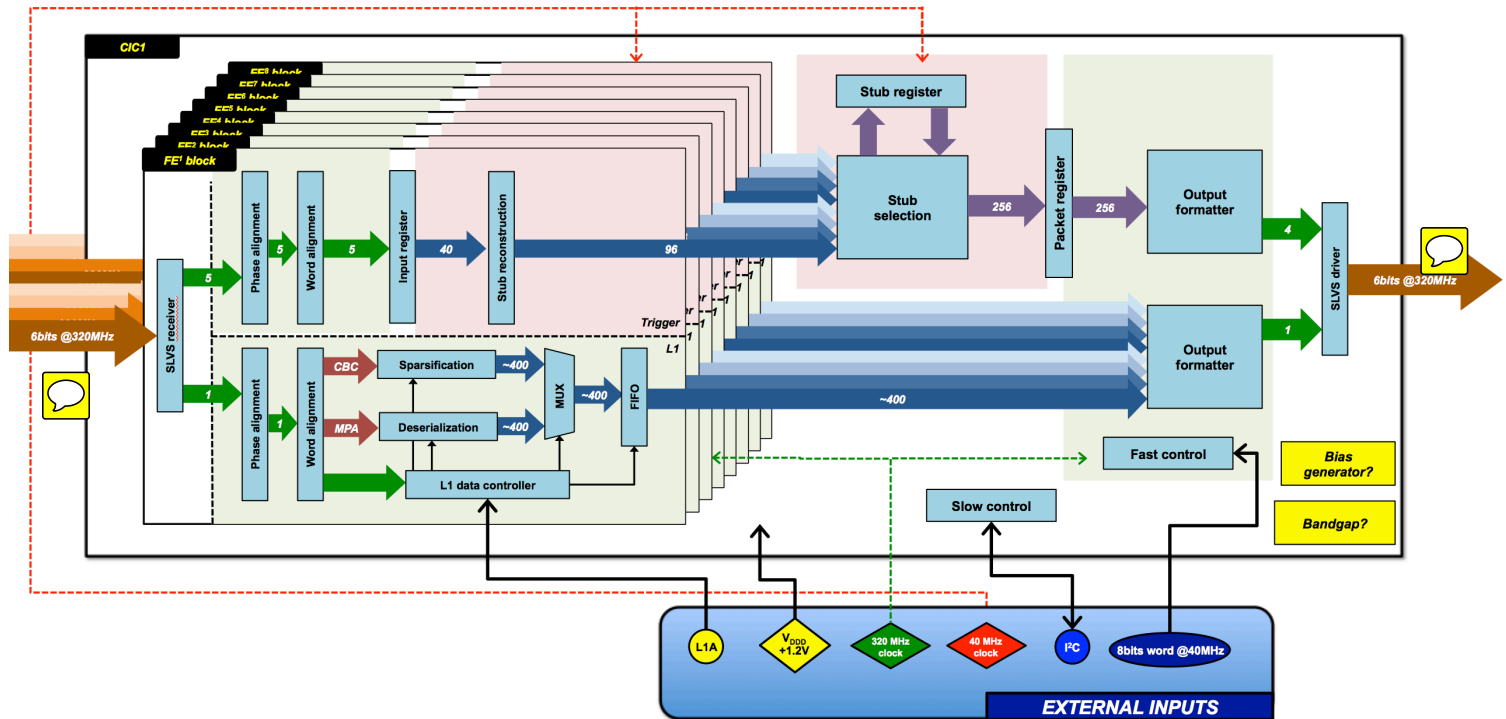 CIC1
FE⁸ block
FE⁷ block
FE⁶ block
FE⁵ block
FE⁴ block
FE³ block
FE² block
FE¹ block
Stub register
Stub
selection
Packet register
Output
formatter
SLVS driver
256
256
4
6bits @320MHz
SLVS receiver
5
Phase alignment
5
Word alignment
5
Input register
40
Stub reconstruction
96
6bits @320MHz
Trigger
L1
1
Phase alignment
1
Word alignment
CBC
MPA
Sparsification
Deserialization
L1 data controller
~400
~400
MUX
~400
FIFO
~400
Output
formatter
1
Fast control
Slow control
Bias
generator?
Bandgap?
L1A
VDDD
+1.2V
320 MHz
clock
40 MHz
clock
I²C
8bits word @40MHz
EXTERNAL INPUTS